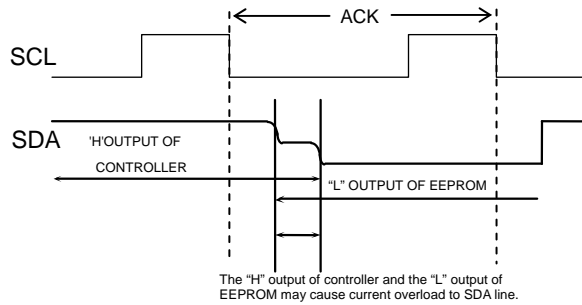 ACK
SCL
SDA
'H'OUTPUT OF
CONTROLLER
“L” OUTPUT OF EEPROM
The “H” output of controller and the “L” output of
EEPROM may cause current overload to SDA line.